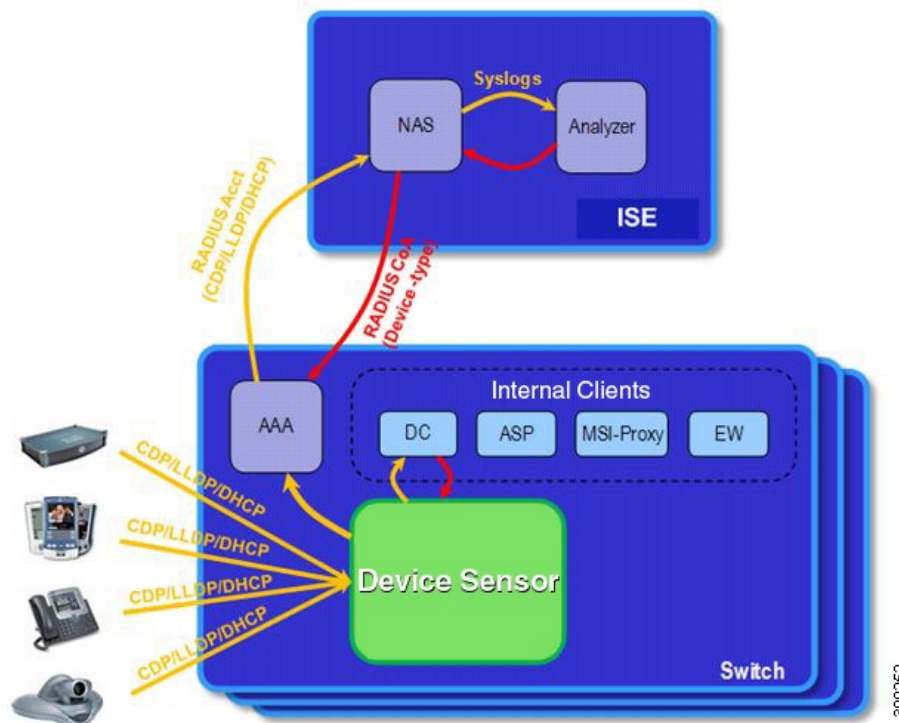 Syslogs
NAS
Analyzer
ISE
RADIUS Acct
(CDP/LLDP/DHCP)
RADIUS CoA
(Device -type)
Internal Clients
AAA
DC
ASP
MSI-Proxy
EW
CDP/LLDP/DHCP
CDP/LLDP/DHCP
CDP/LLDP/DHCP
CDP/LLDP/DHCP
Device Sensor
Switch